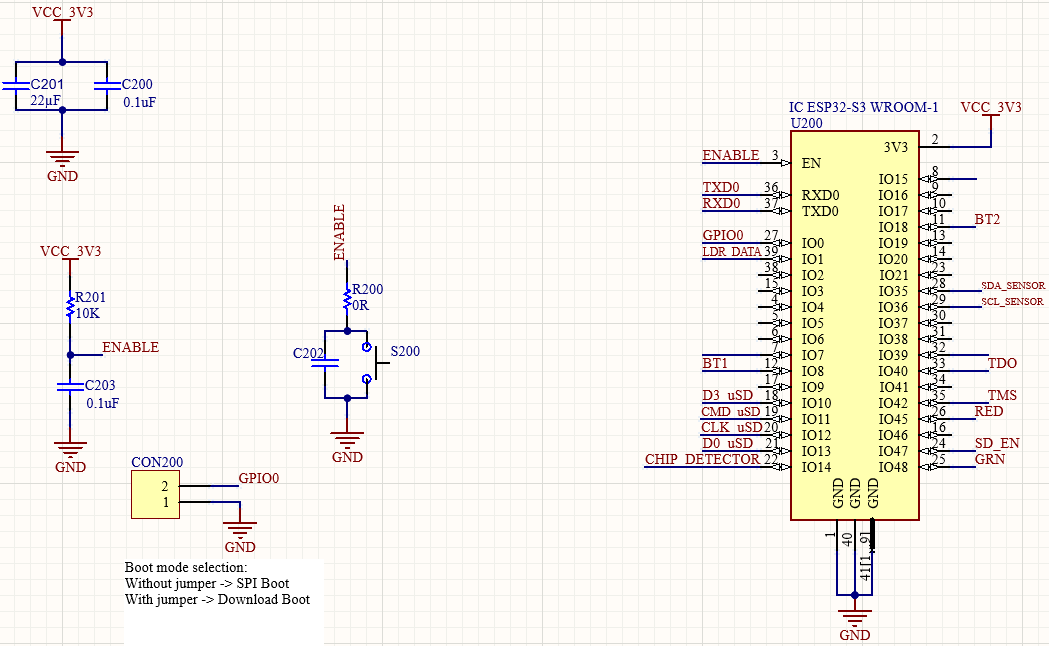 VCC_3V3
C201
22µF
C200
0.1uF
GND
VCC_3V3
R201
10K
ENABLE
C203
0.1uF
GND
ENABLE
R200
0R
C202
S200
GND
CON200
2
1
GPIO0
GND
Boot mode selection:
Without jumper -> SPI Boot
With jumper -> Download Boot
IC ESP32-S3 WROOM-1
U200
VCC_3V3
3V3 2
ENABLE 3 EN
TXD0 36 RXD0
RXD0 37 TXD0
GPIO0 27 IO0
LDR_DATA 39 IO1
38 IO2
15 IO3
4 IO4
5 IO5
6 IO6
7 IO7
BT1 12 IO8
17 IO9
D3_uSD 18 IO10
CMD_uSD 19 IO11
CLK_uSD 20 IO12
D0_uSD 21 IO13
CHIP_DETECTOR 22 IO14
IO15 8
IO16 9
IO17 10
IO18 11 BT2
IO19 13
IO20 14
IO21 23
IO35 28 SDA_SENSOR
IO36 29 SCL_SENSOR
IO37 30
IO38 31
IO39 32
IO40 33 TDO
IO41 34
IO42 35 TMS
IO45 26 RED
IO46 16
IO47 24 SD_EN
IO48 25 GRN
GND GND GND
1 40
GND